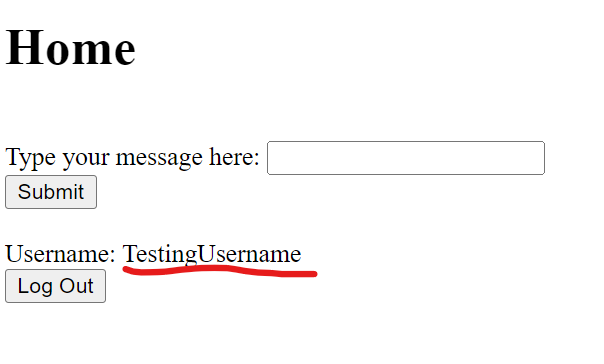 Home
Type your message here:
Submit
Username: TestingUsername
Log Out